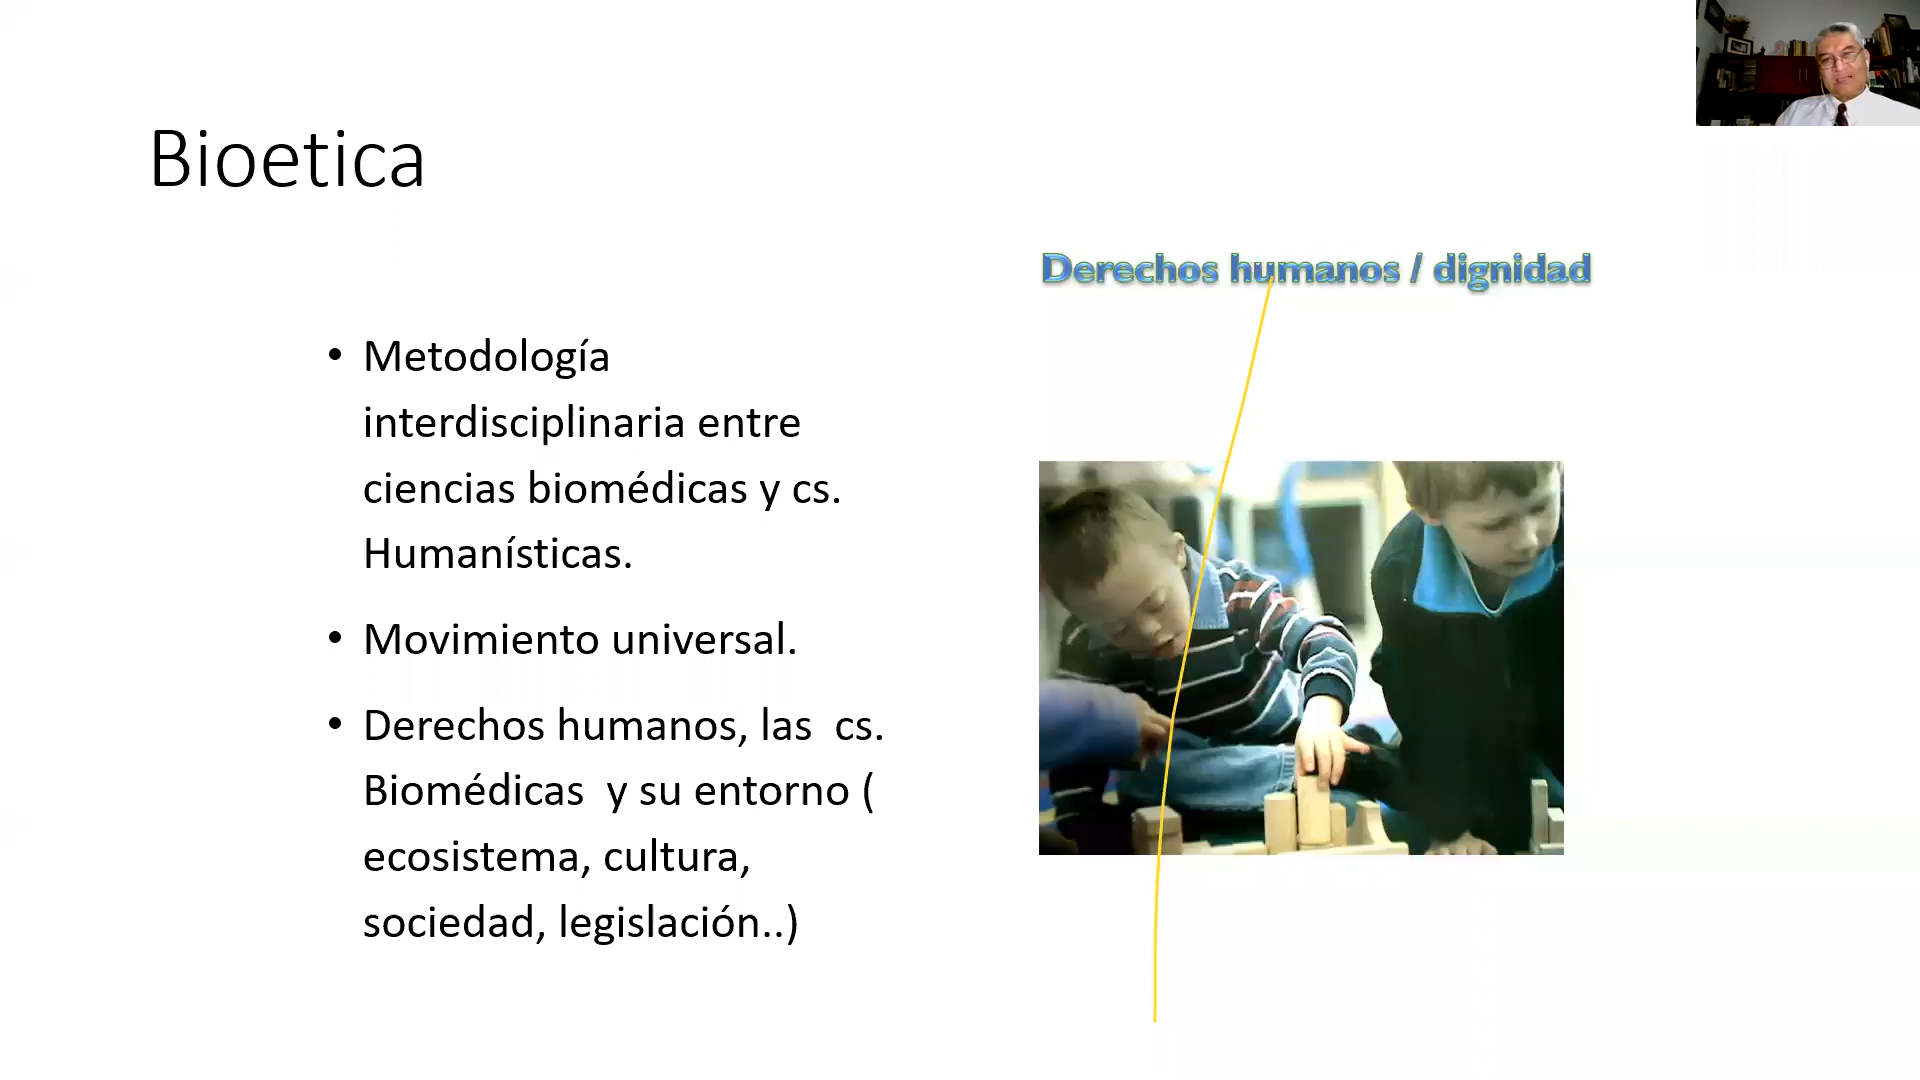 Bioetica
Derechos humanos / dignidad
• Metodología
interdisciplinaria entre
ciencias biomédicas y cs.
Humanísticas.
• Movimiento universal.
• Derechos humanos, las  cs.
Biomédicas  y su entorno (
ecosistema, cultura,
sociedad, legislación..)